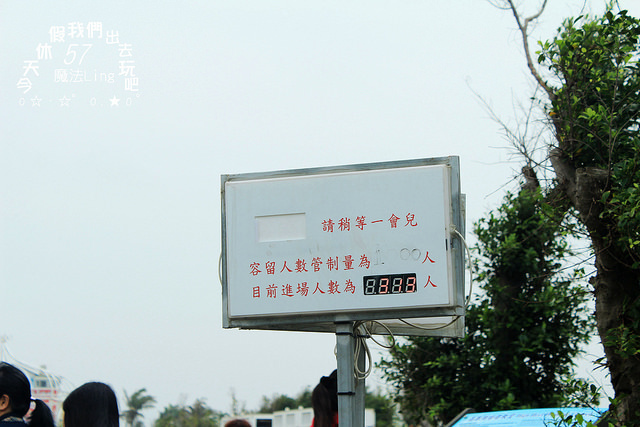 今天休假我們出去玩吧
57
魔法Ling
請稍等一會兒
容留人數管制量為 00人
目前進場人數為 人